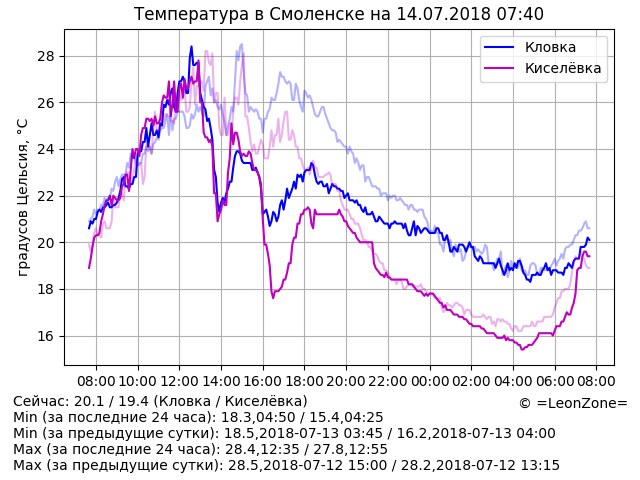 Температура в Смоленске на 14.07.2018 07:40
Кловка
Киселёвка
градусов Цельсия, °C
28
26
24
22
20
18
16
08:00 10:00 12:00 14:00 16:00 18:00 20:00 22:00 00:00 02:00 04:00 06:00 08:00
Сейчас: 20.1 / 19.4 (Кловка / Киселёвка)
© =LeonZone=
Min (за последние 24 часа): 18.3,04:50 / 15.4,04:25
Min (за предыдущие сутки): 18.5,2018-07-13 03:45 / 16.2,2018-07-13 04:00
Max (за последние 24 часа): 28.4,12:35 / 27.8,12:55
Max (за предыдущие сутки): 28.5,2018-07-12 15:00 / 28.2,2018-07-12 13:15